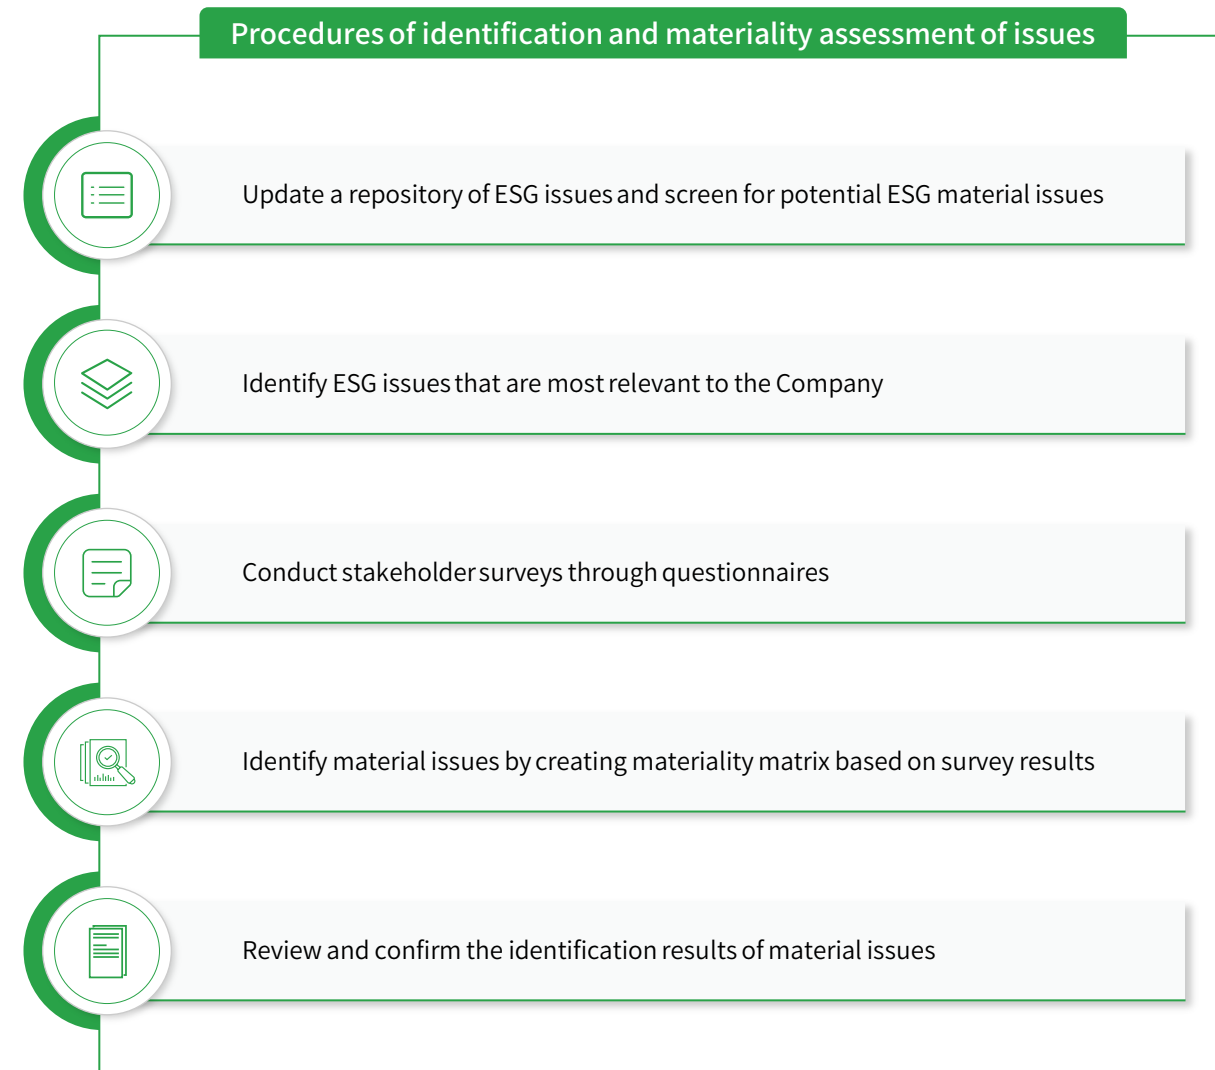 Procedures of identification and materiality assessment of issues
Update a repository of ESG issues and screen for potential ESG material issues
Identify ESG issues that are most relevant to the Company
Conduct stakeholder surveys through questionnaires
Identify material issues by creating materiality matrix based on survey results
Review and confirm the identification results of material issues